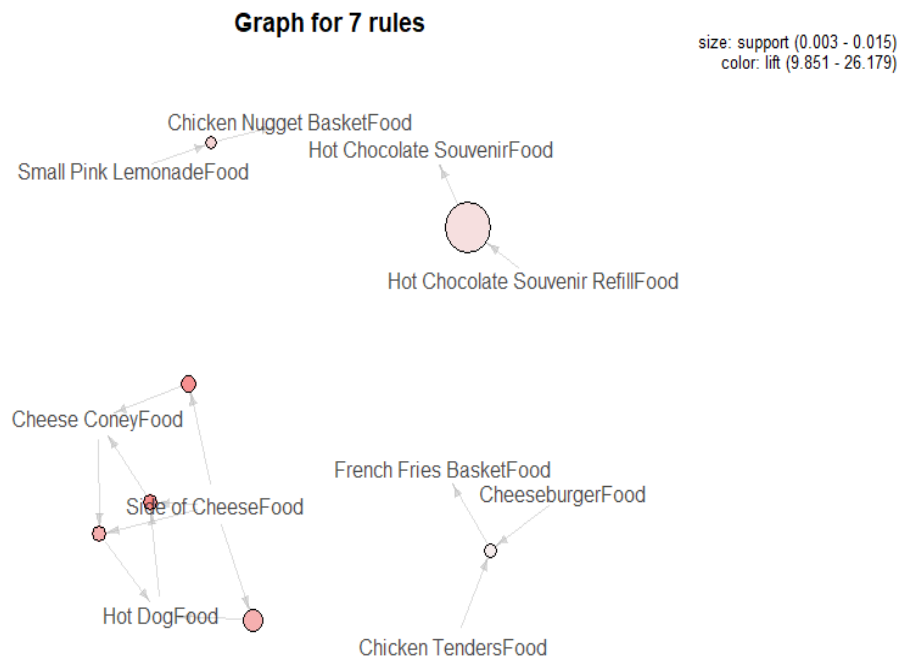 Graph for 7 rules
size: support (0.003 - 0.015)
color: lift (9.851 - 26.179)
Chicken Nugget BasketFood
Hot Chocolate SouvenirFood
Small Pink LemonadeFood
Hot Chocolate Souvenir RefillFood
Cheese ConeyFood
French Fries BasketFood
CheeseburgerFood
Side of CheeseFood
Hot DogFood
Chicken TendersFood